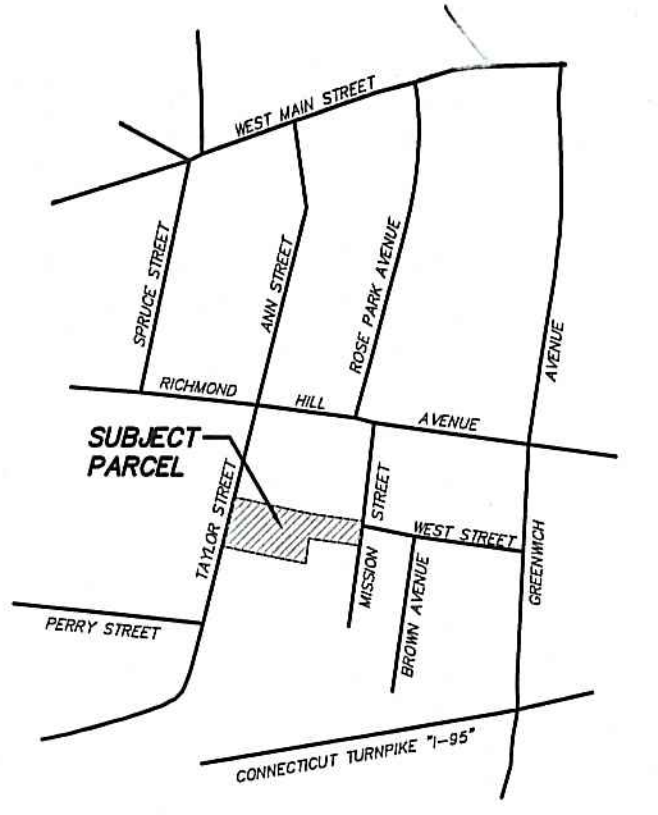 WEST MAIN STREET
SPRUCE STREET
ANN STREET
ROSE PARK AVENUE
AVENUE
RICHMOND HILL AVENUE
SUBJECT
PARCEL
TAYLOR STREET
MISSION STREET
WEST STREET
BROWN AVENUE
GREENWICH
PERRY STREET
CONNECTICUT TURNPIKE "I-95"